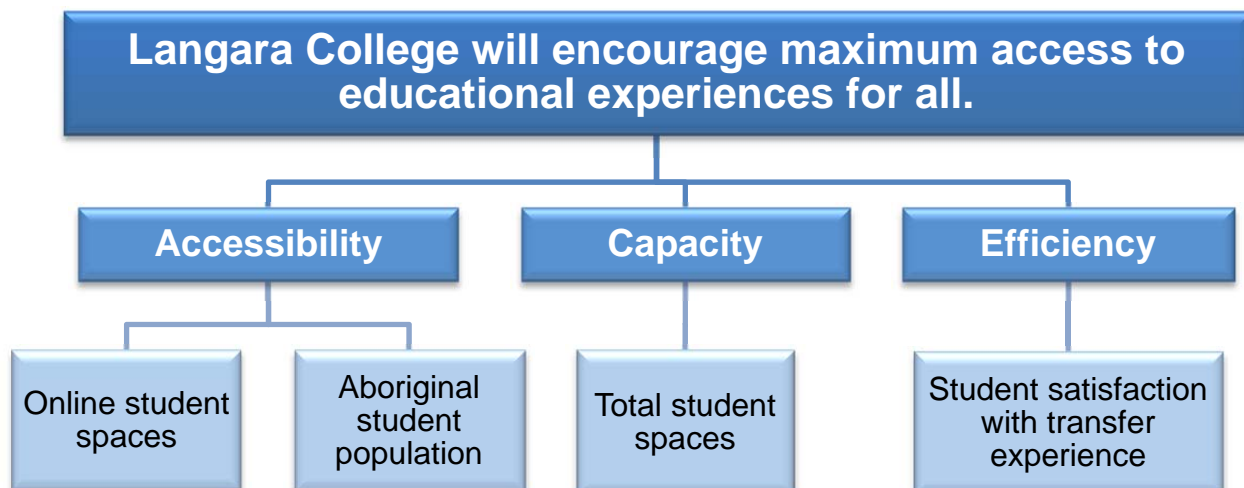 Langara College will encourage maximum access to
educational experiences for all.
Accessibility
Capacity
Efficiency
Online student
spaces
Aboriginal
student
population
Total student
spaces
Student satisfaction
with transfer
experience